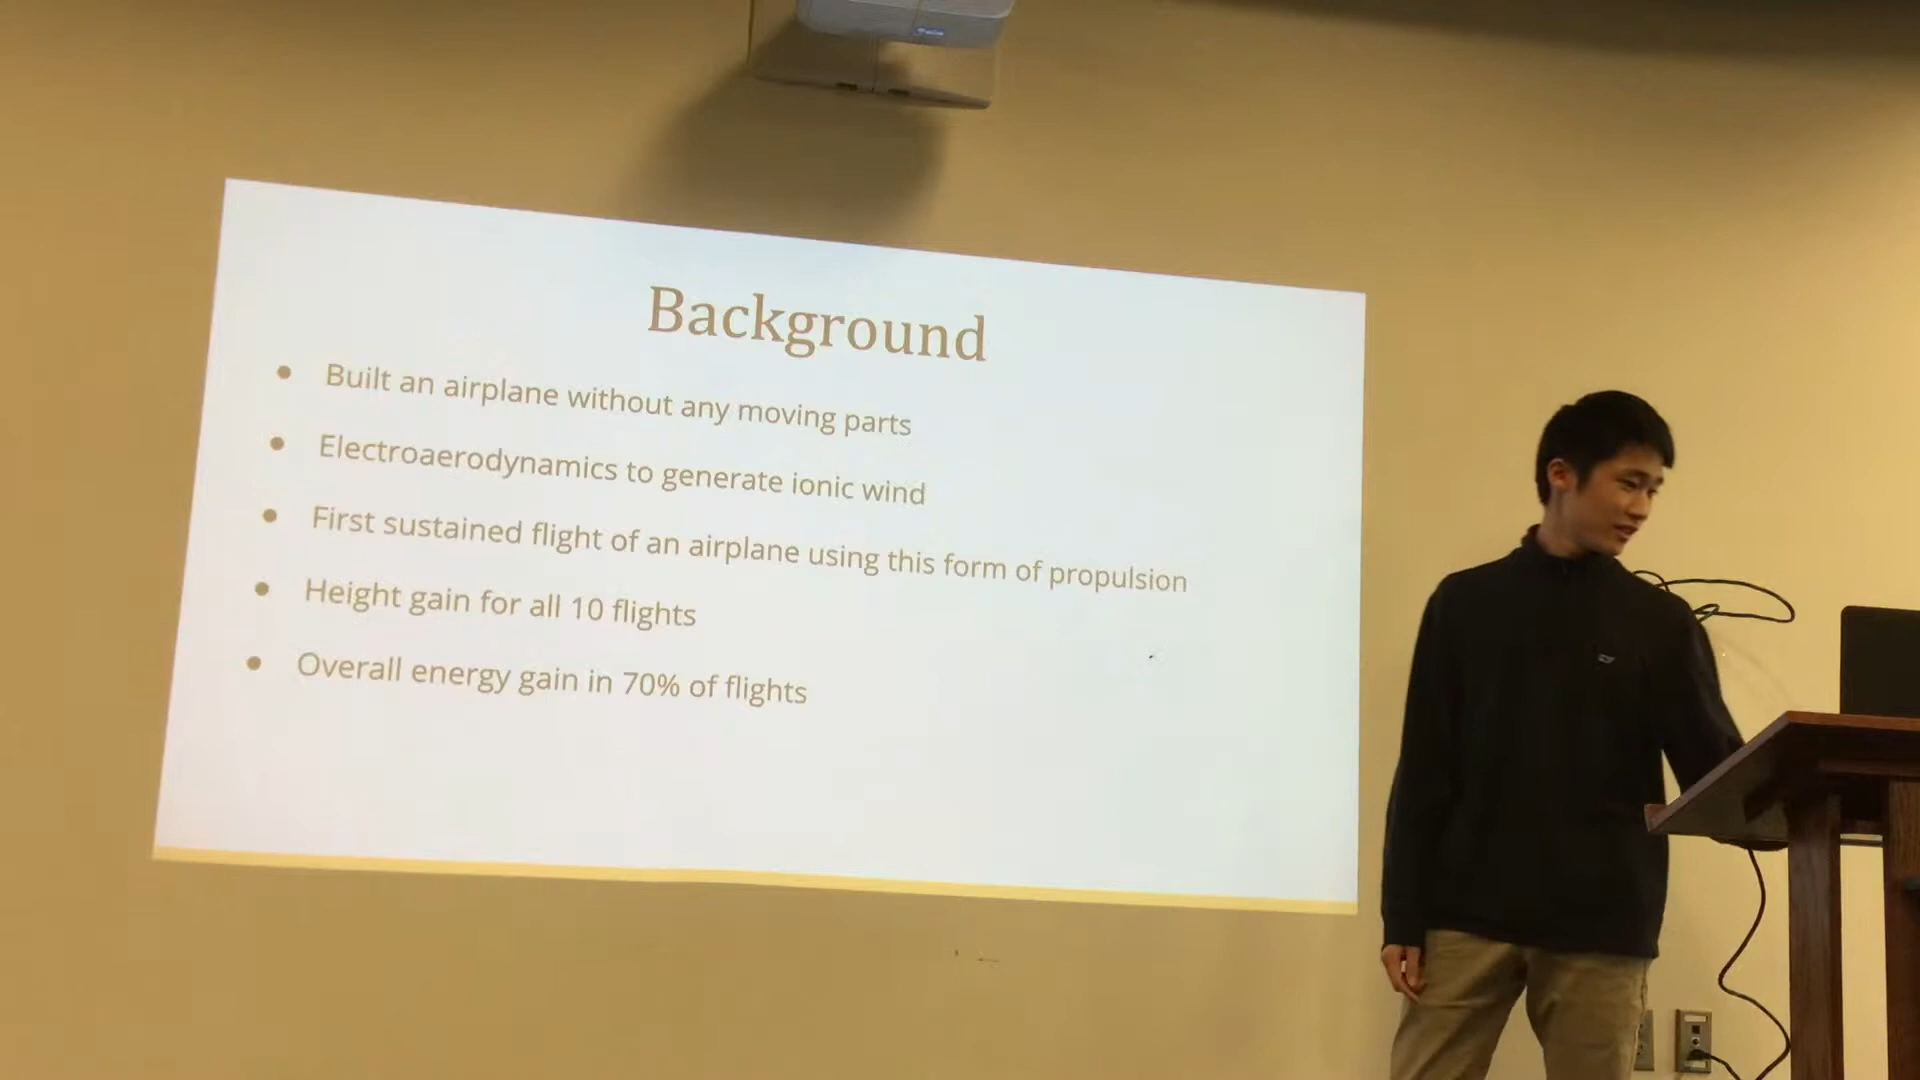 Background
● Built an airplane without any moving parts
● Electroaerodynamics to generate ionic wind
● First sustained flight of an airplane using this form of propulsion
● Height gain for all 10 flights
● Overall energy gain in 70% of flights